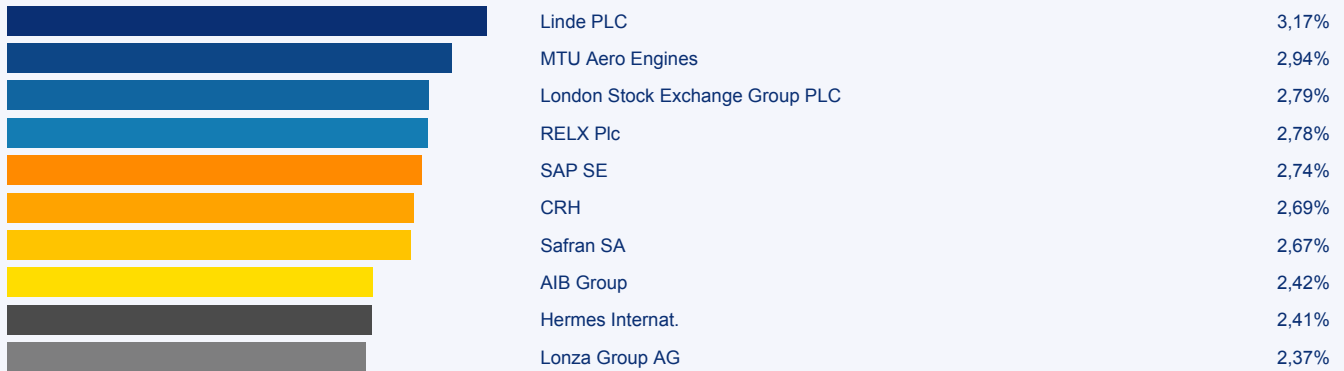 Linde PLC 3,17%
MTU Aero Engines 2,94%
London Stock Exchange Group PLC 2,79%
RELX Plc 2,78%
SAP SE 2,74%
CRH 2,69%
Safran SA 2,67%
AIB Group 2,42%
Hermes Internat. 2,41%
Lonza Group AG 2,37%